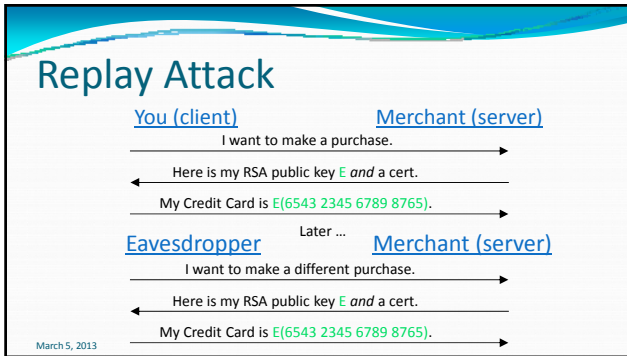 Replay Attack
You (client) Merchant (server)
I want to make a purchase.
Here is my RSA public key E and a cert.
My Credit Card is E(6543 2345 6789 8765).
Later ...
Eavesdropper Merchant (server)
I want to make a different purchase.
Here is my RSA public key E and a cert.
My Credit Card is E(6543 2345 6789 8765).
March 5, 2013